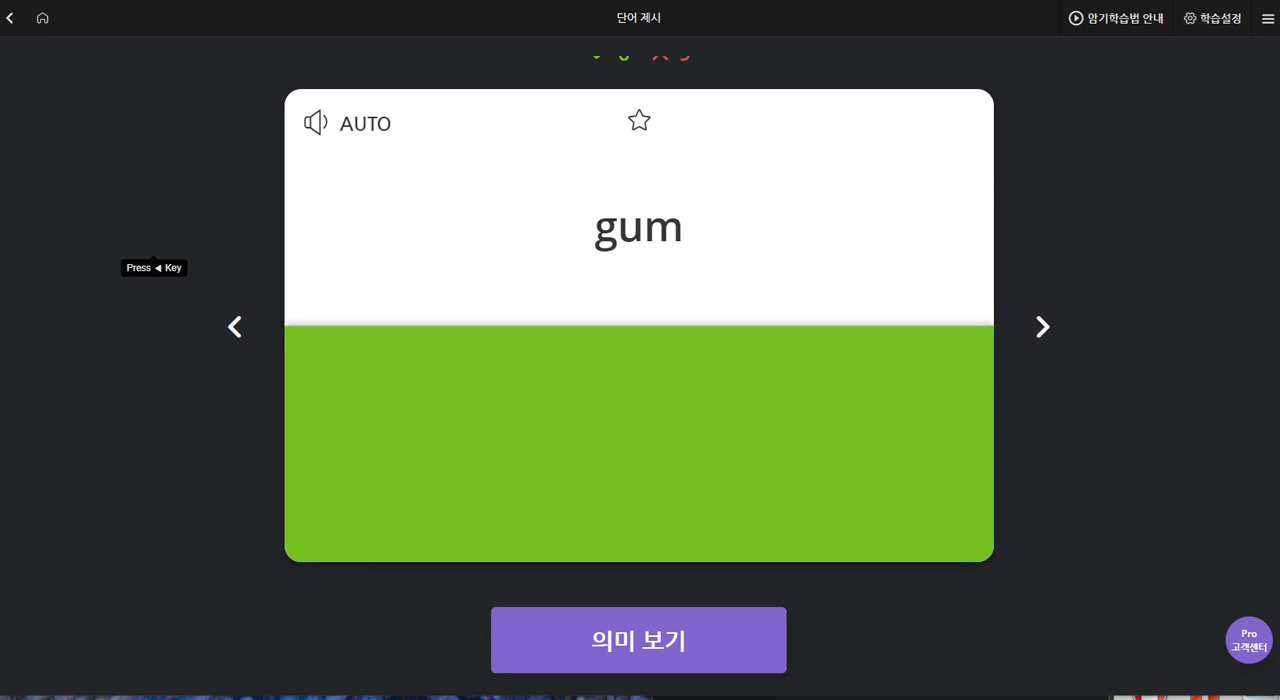 단어 제시
암기학습법 안내
학습설정
AUTO
gum
Press ◀ Key
의미 보기
Pro
고객센터